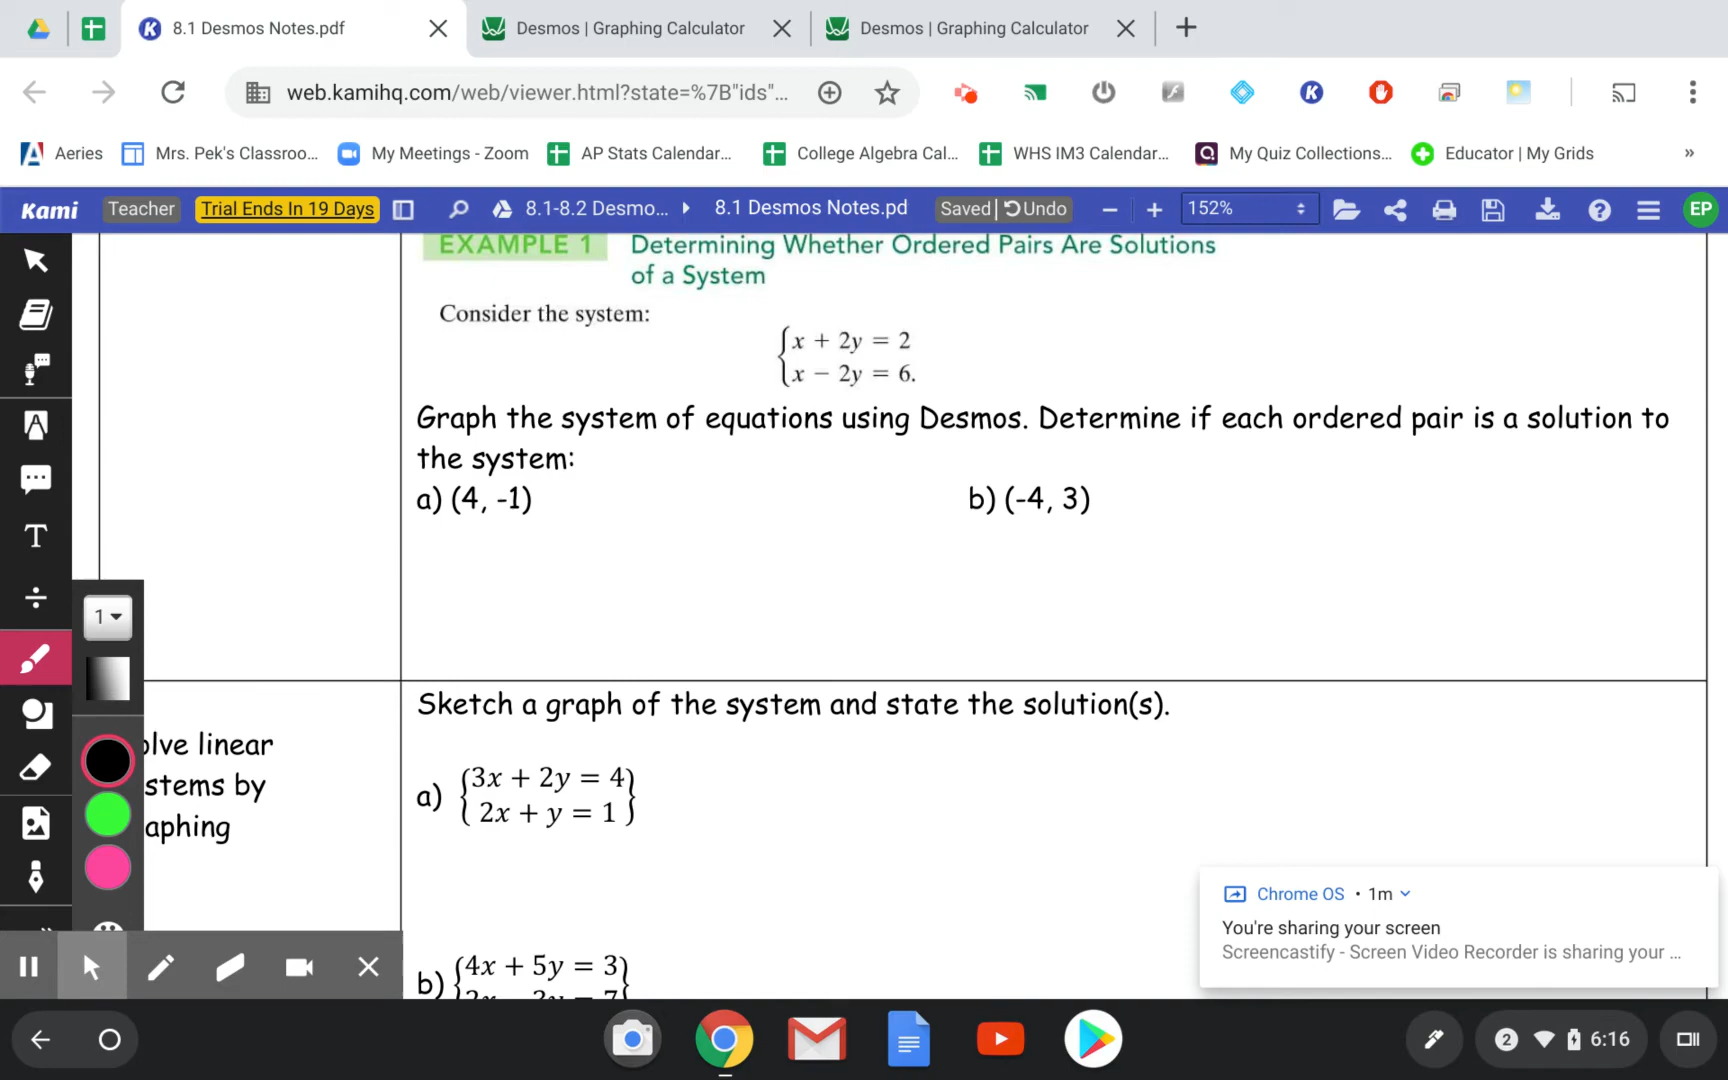 8.1 Desmos Notes.pdf
Desmos | Graphing Calculator
Desmos | Graphing Calculator
web.kamihq.com/web/viewer.html?state=%7B"ids"...
Aeries
Mrs. Pek's Classroo...
My Meetings - Zoom
AP Stats Calendar...
College Algebra Cal...
WHS IM3 Calendar...
My Quiz Collections...
Educator | My Grids
»
Kami
Teacher
Trial Ends In 19 Days
8.1-8.2 Desmo...
8.1 Desmos Notes.pd
Saved | Undo
152%
EP
EXAMPLE 1 Determining Whether Ordered Pairs Are Solutions
of a System
Consider the system:
x + 2y = 2
x − 2y = 6.
Graph the system of equations using Desmos. Determine if each ordered pair is a solution to
the system:
a) (4, -1) b) (-4, 3)
1
Sketch a graph of the system and state the solution(s).
olve linear
stems by
aphing
a) {3x + 2y = 4}
2x + y = 1
Chrome OS • 1m
You're sharing your screen
Screencastify - Screen Video Recorder is sharing your ...
b) {4x + 5y = 3}
2
6:16